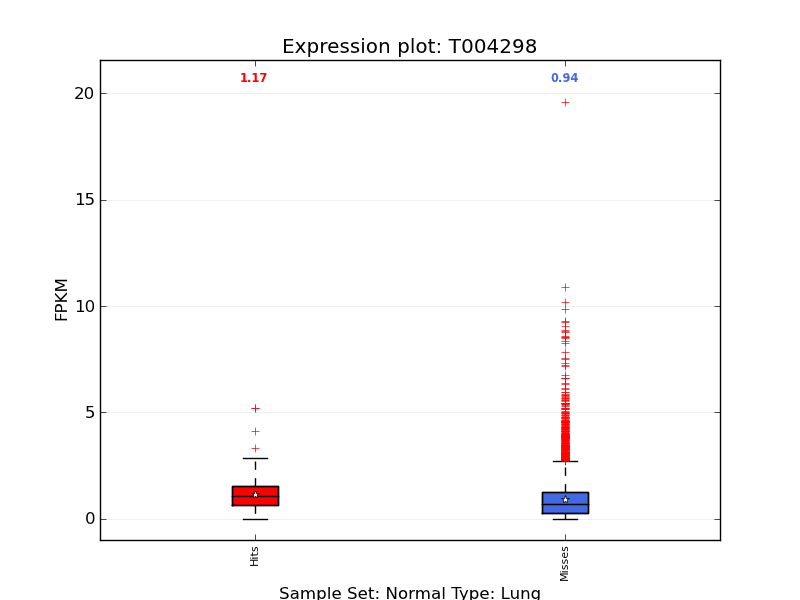 Expression plot: T004298
1.17
0.94
20
15
10
5
0
FPKM
Hits
Misses
Sample Set: Normal Type: Lung